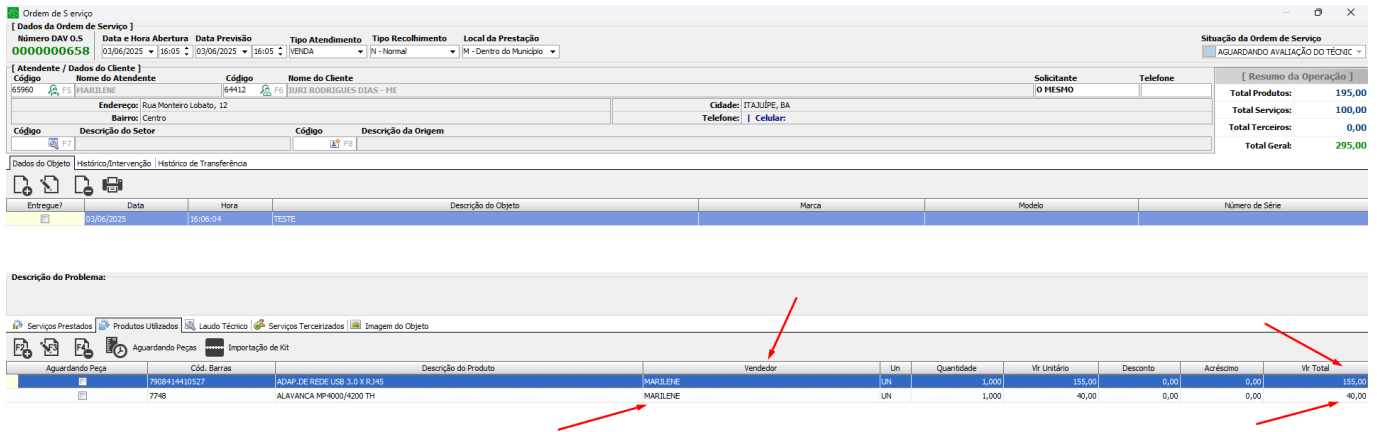 Ordem de S erviço
[ Dados da Ordem de Serviço ]
Número DAV O.S Data e Hora Abertura Data Previsão Tipo Atendimento Tipo Recolhimento Local da Prestação Situação da Ordem de Serviço
0000000658 03/06/2025 16:05 03/06/2025 16:05 VENDA N - Normal M - Dentro do Município AGUARDANDO AVALIAÇÃO DO TÉCNIC
[ Atendente / Dados do Cliente ] [ Resumo da Operação ]
Código Nome do Atendente Código Nome do Cliente Solicitante Telefone
65960 F5 MARILENE 64412 F6 IURI RODRIGUES DIAS - ME O MESMO
Total Produtos: 195,00
Endereço: Rua Monteiro Lobato, 12 Cidade: ITAJUÍPE, BA
Total Serviços: 100,00
Bairro: Centro Telefone: | Celular:
Código Descrição do Setor Código Descrição da Origem
Total Terceiros: 0,00
F7 F8
Total Geral: 295,00
Dados do Objeto Histórico/Intervenção Histórico de Transferência
Entregue? Data Hora Descrição do Objeto Marca Modelo Número de Série
03/06/2025 16:06:04 TESTE
Descrição do Problema:
Serviços Prestados Produtos Utilizados Laudo Técnico Serviços Terceirizados Imagem do Objeto
F2 F3 F4 Aguardando Peças Importação de Kit
Aguardando Peça Cód. Barras Descrição do Produto Vendedor Un Quantidade Vlr Unitário Desconto Acréscimo Vlr Total
7908414410527 ADAP.DE REDE USB 3.0 X RJ45 MARILENE UN 1,000 155,00 0,00 0,00 155,00
7748 ALAVANCA MP4000/4200 TH MARILENE UN 1,000 40,00 0,00 0,00 40,00